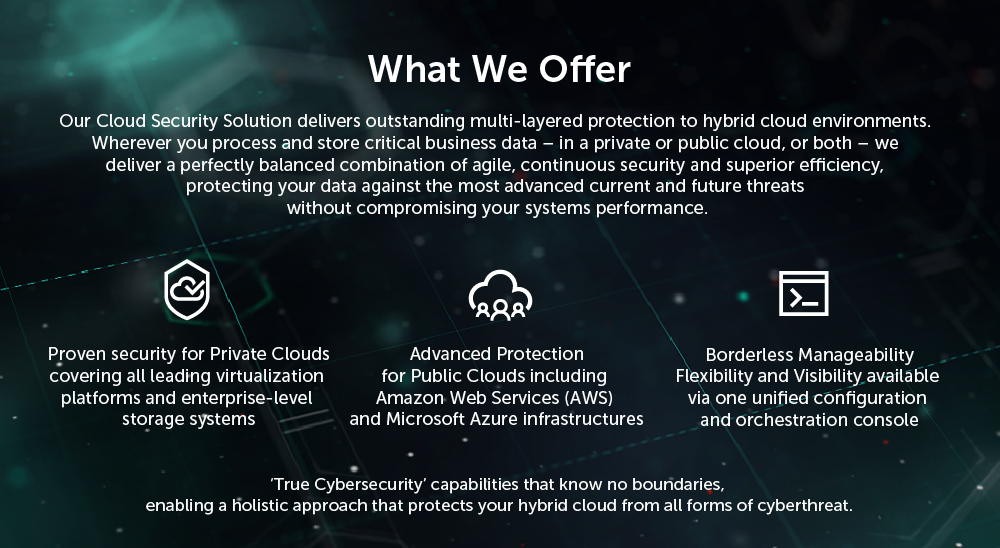 What We Offer
Our Cloud Security Solution delivers outstanding multi-layered protection to hybrid cloud environments.
Wherever you process and store critical business data – in a private or public cloud, or both – we
deliver a perfectly balanced combination of agile, continuous security and superior efficiency,
protecting your data against the most advanced current and future threats
without compromising your systems performance.
Proven security for Private Clouds
covering all leading virtualization
platforms and enterprise-level
storage systems
Advanced Protection
for Public Clouds including
Amazon Web Services (AWS)
and Microsoft Azure infrastructures
Borderless Manageability
Flexibility and Visibility available
via one unified configuration
and orchestration console
‘True Cybersecurity’ capabilities that know no boundaries,
enabling a holistic approach that protects your hybrid cloud from all forms of cyberthreat.